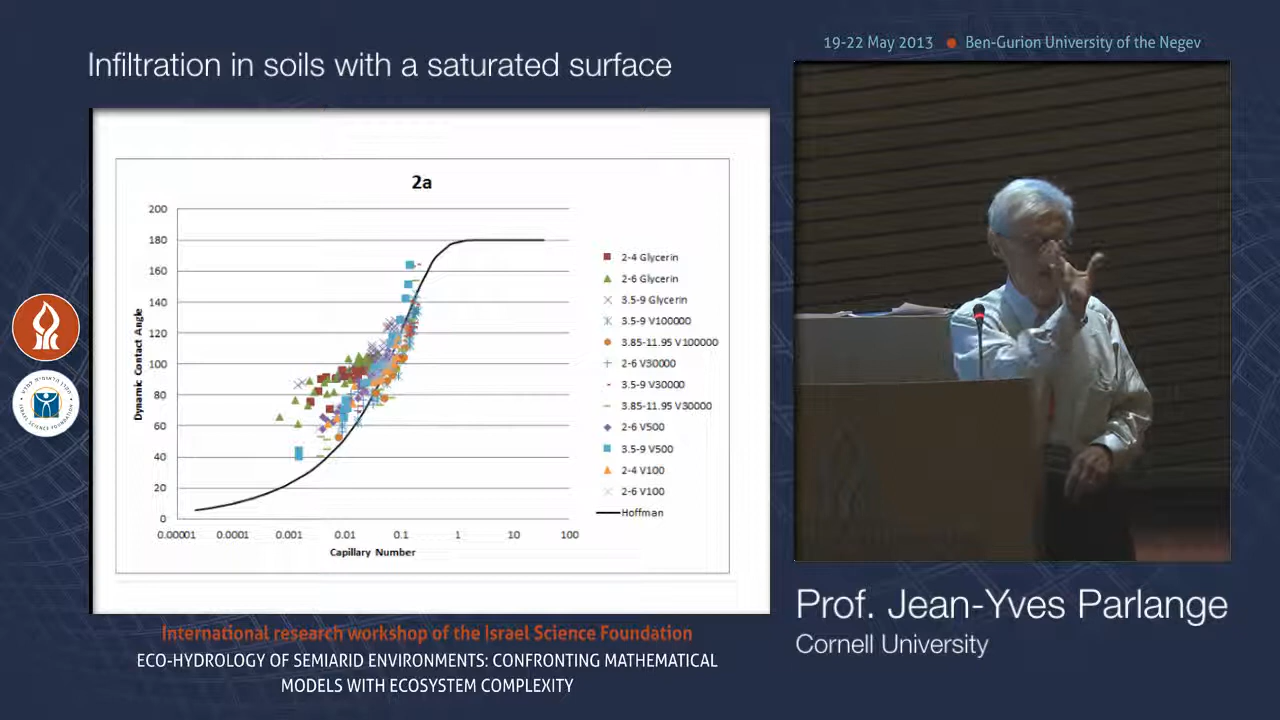 Infiltration in soils with a saturated surface
19-22 May 2013 Ben-Gurion University of the Negev
2a
200
180
160
140
120
100
80
60
40
20
0
Dynamic Contact Angle
0.00001 0.0001 0.001 0.01 0.1 1 10 100
Capillary Number
2-4 Glycerin
2-6 Glycerin
3.5-9 Glycerin
3.5-9 V100000
3.85-11.95 V100000
2-6 V30000
3.5-9 V30000
3.85-11.95 V30000
2-6 V500
3.5-9 V500
2-4 V100
2-6 V100
Hoffman
Prof. Jean-Yves Parlange
Cornell University
International research workshop of the Israel Science Foundation
ECO-HYDROLOGY OF SEMIARID ENVIRONMENTS: CONFRONTING MATHEMATICAL
MODELS WITH ECOSYSTEM COMPLEXITY